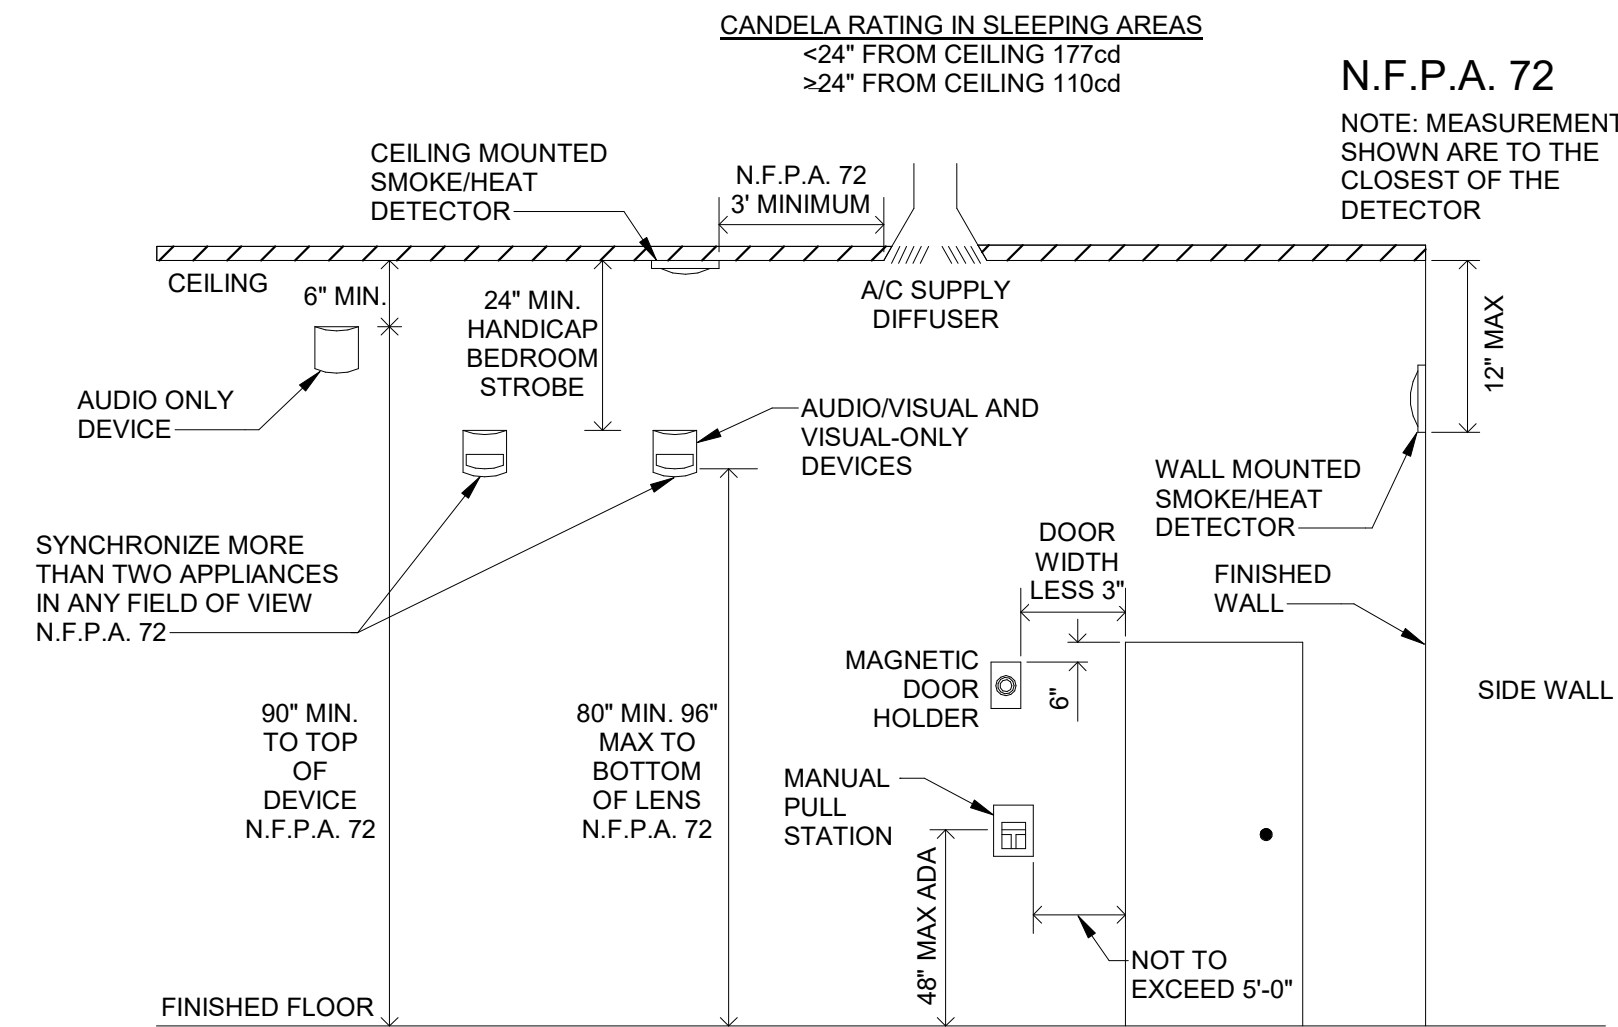 CANDELA RATING IN SLEEPING AREAS
<24" FROM CEILING 177cd
≥24" FROM CEILING 110cd
N.F.P.A. 72
NOTE: MEASUREMENT
SHOWN ARE TO THE
CLOSEST OF THE
DETECTOR
CEILING MOUNTED
SMOKE/HEAT
DETECTOR
N.F.P.A. 72
3' MINIMUM
CEILING
6" MIN.
24" MIN.
HANDICAP
BEDROOM
STROBE
A/C SUPPLY
DIFFUSER
12" MAX
AUDIO ONLY
DEVICE
AUDIO/VISUAL AND
VISUAL-ONLY
DEVICES
WALL MOUNTED
SMOKE/HEAT
DETECTOR
SYNCHRONIZE MORE
THAN TWO APPLIANCES
IN ANY FIELD OF VIEW
N.F.P.A. 72
DOOR
WIDTH
LESS 3"
FINISHED
WALL
MAGNETIC
DOOR
HOLDER
6"
SIDE WALL
90" MIN.
TO TOP
OF
DEVICE
N.F.P.A. 72
80" MIN. 96"
MAX TO
BOTTOM
OF LENS
N.F.P.A. 72
MANUAL
PULL
STATION
48" MAX ADA
NOT TO
EXCEED 5'-0"
FINISHED FLOOR